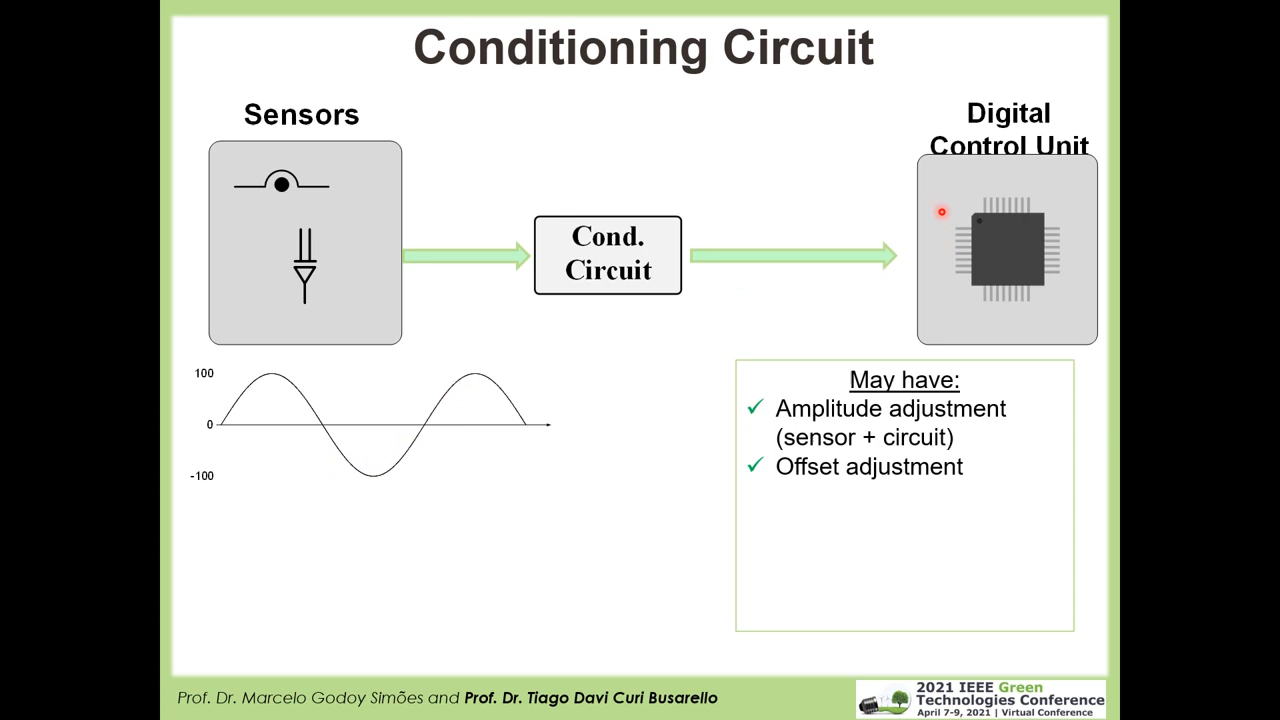 Conditioning Circuit
Sensors
Digital
Control Unit
Cond.
Circuit
100
0
-100
May have:
✓ Amplitude adjustment
(sensor + circuit)
✓ Offset adjustment
Prof. Dr. Marcelo Godoy Simões and Prof. Dr. Tiago Davi Curi Busarello
2021 IEEE Green
Technologies Conference
April 7-9, 2021 | Virtual Conference